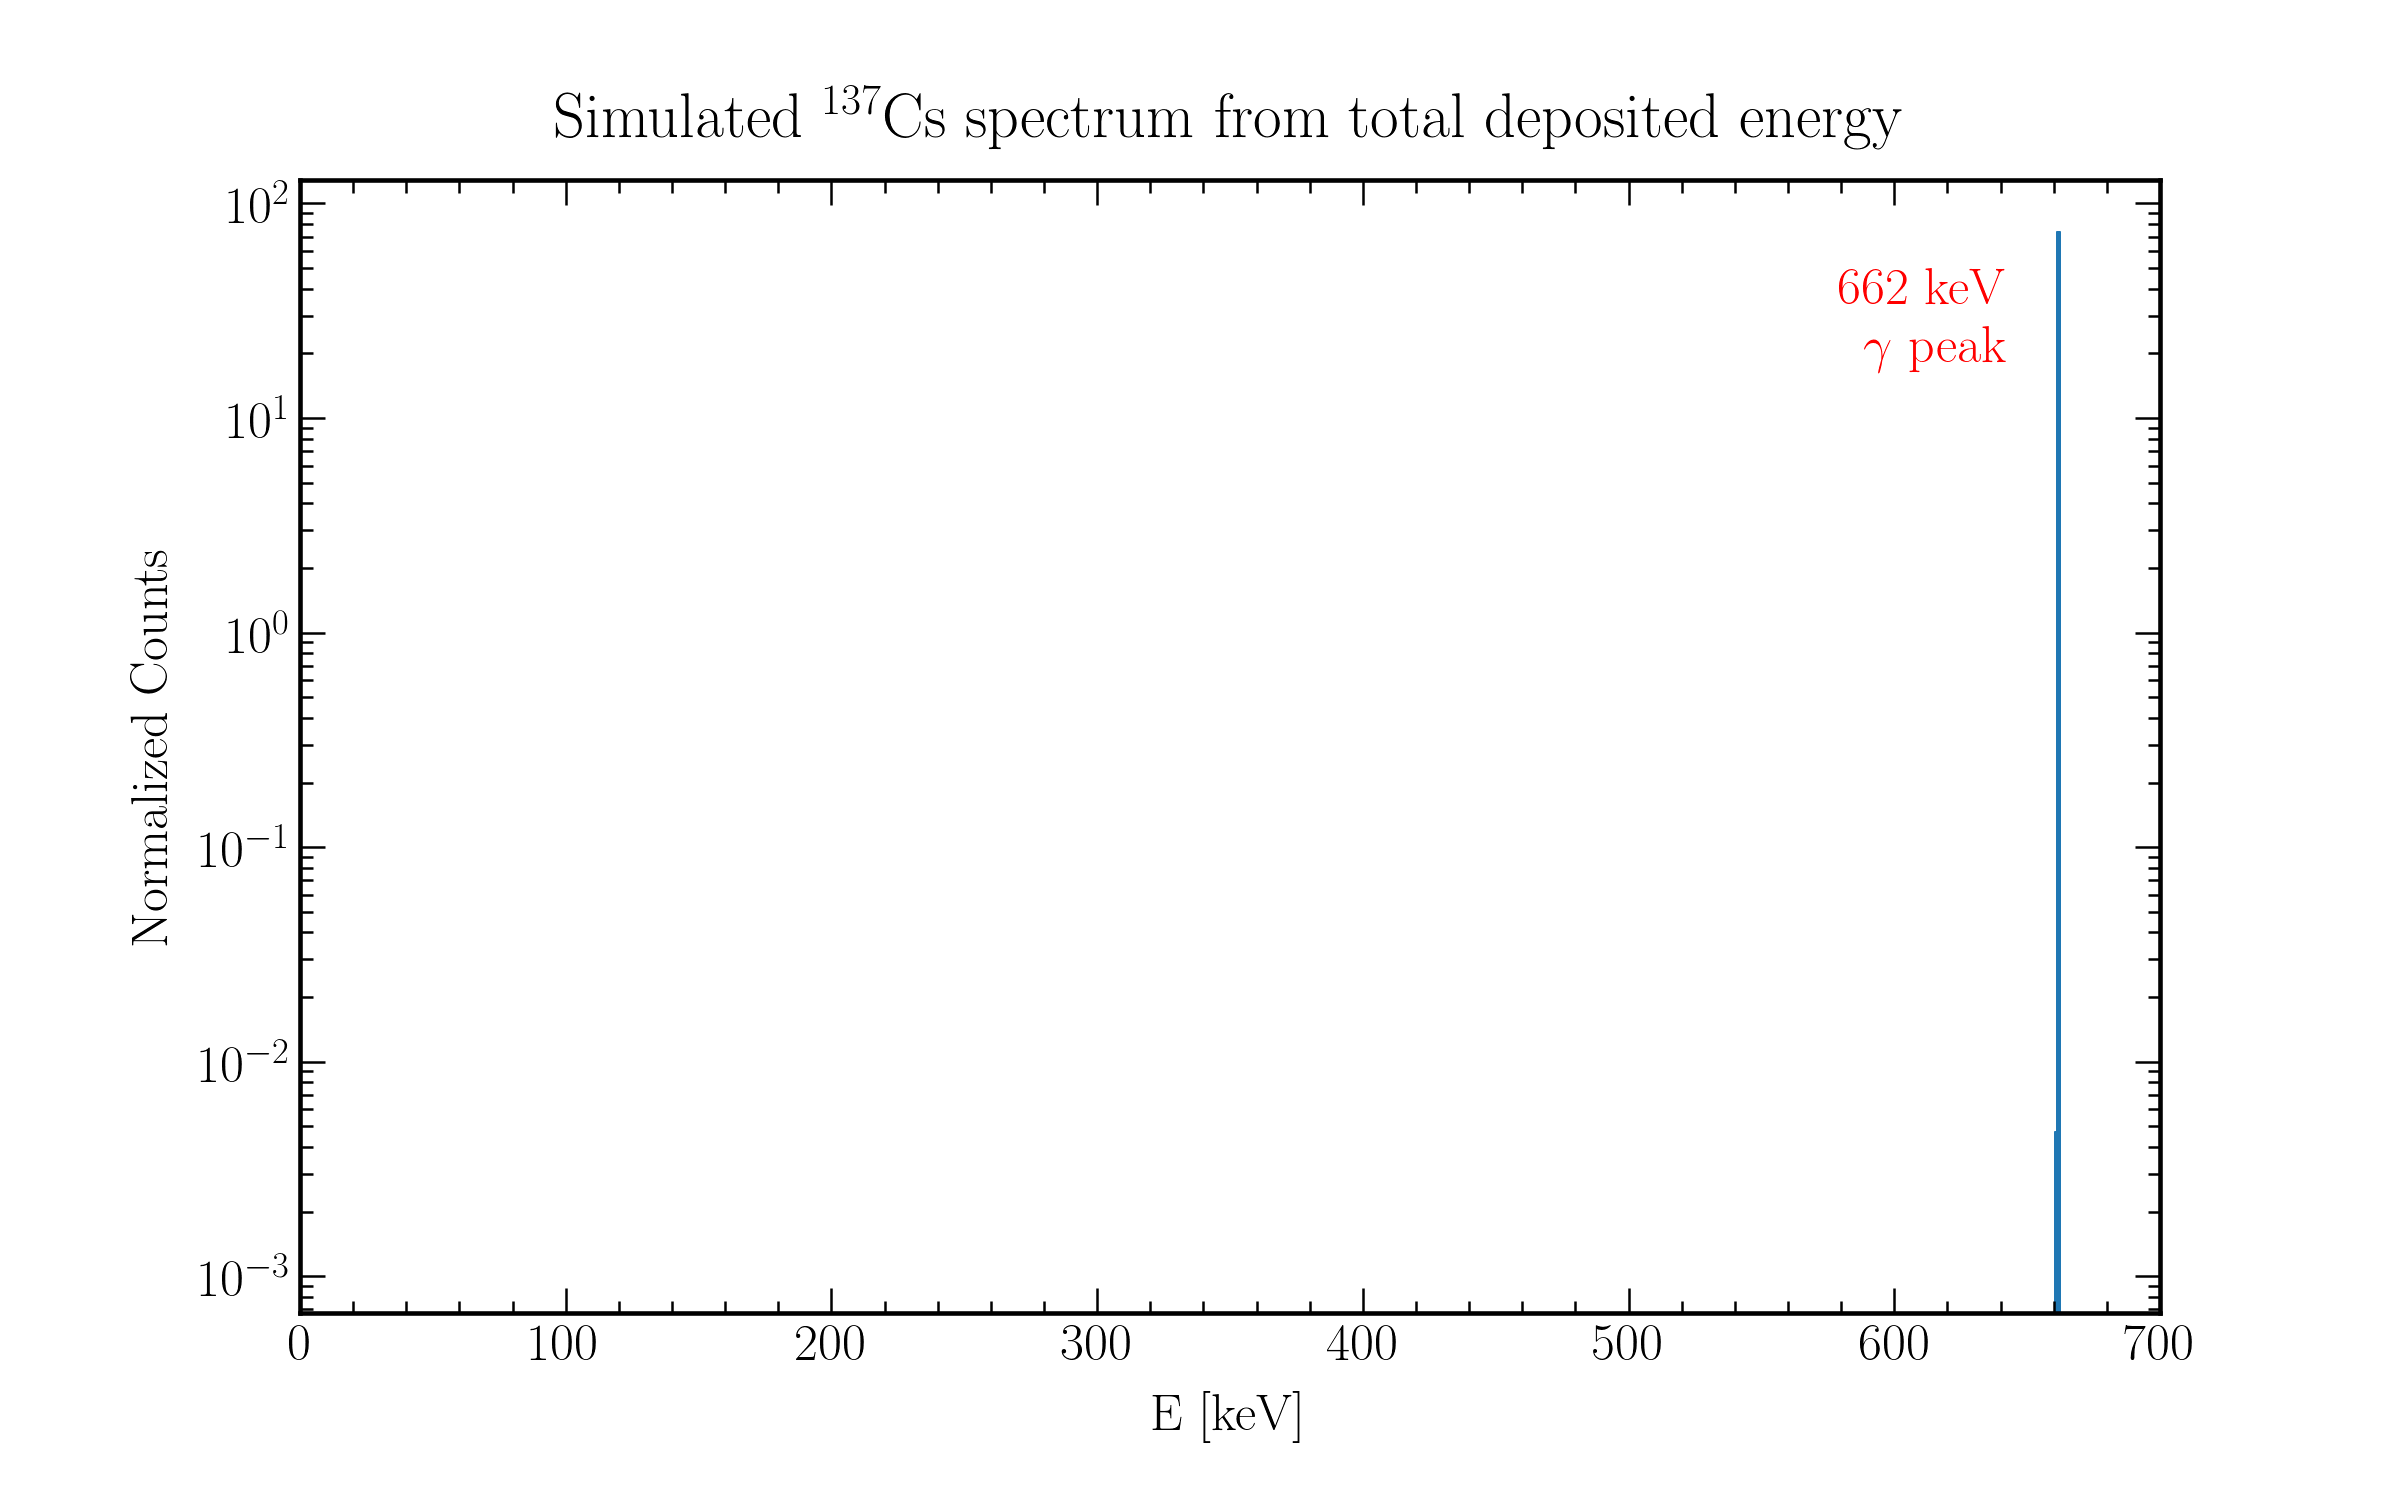 Simulated ¹³⁷Cs spectrum from total deposited energy
10²
10¹
10⁰
10⁻¹
10⁻²
10⁻³
Normalized Counts
662 keV
γ peak
0 100 200 300 400 500 600 700
E [keV]